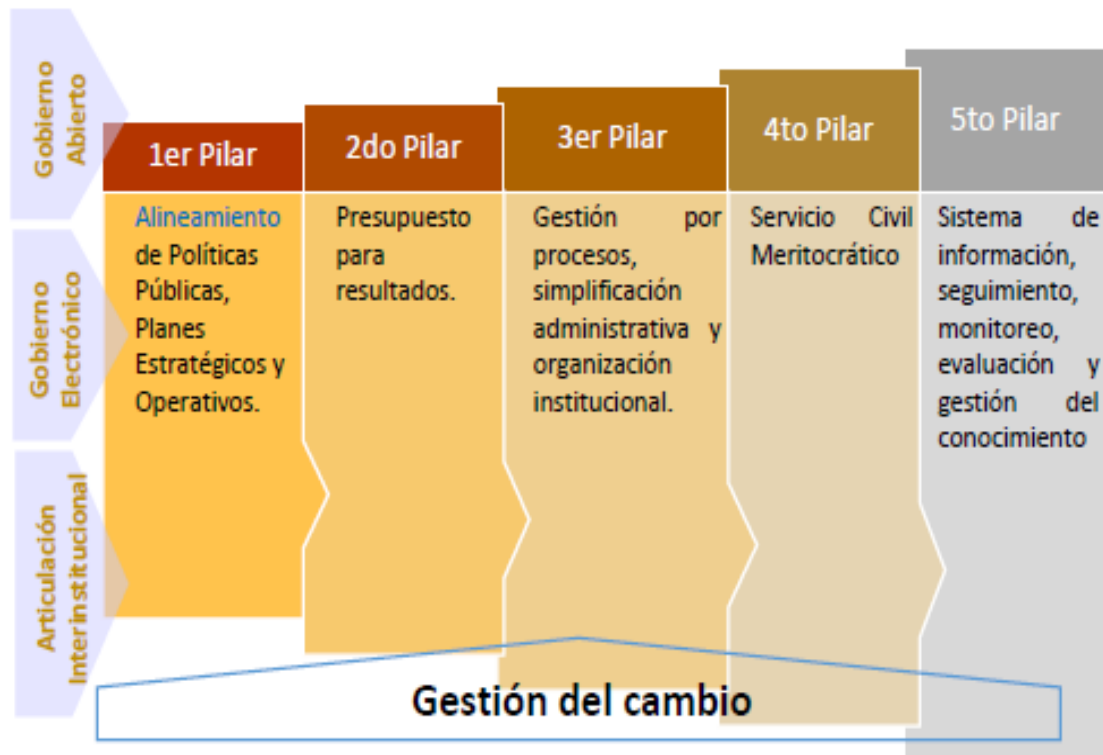 Gobierno
Abierto
Gobierno
Electrónico
Articulación
Interinstitucional
1er Pilar
Alineamiento
de Políticas
Públicas,
Planes
Estratégicos y
Operativos.
2do Pilar
Presupuesto
para
resultados.
3er Pilar
Gestión por
procesos,
simplificación
administrativa y
organización
institucional.
4to Pilar
Servicio Civil
Meritocrático
5to Pilar
Sistema de
información,
seguimiento,
monitoreo,
evaluación y
gestión del
conocimiento
Gestión del cambio